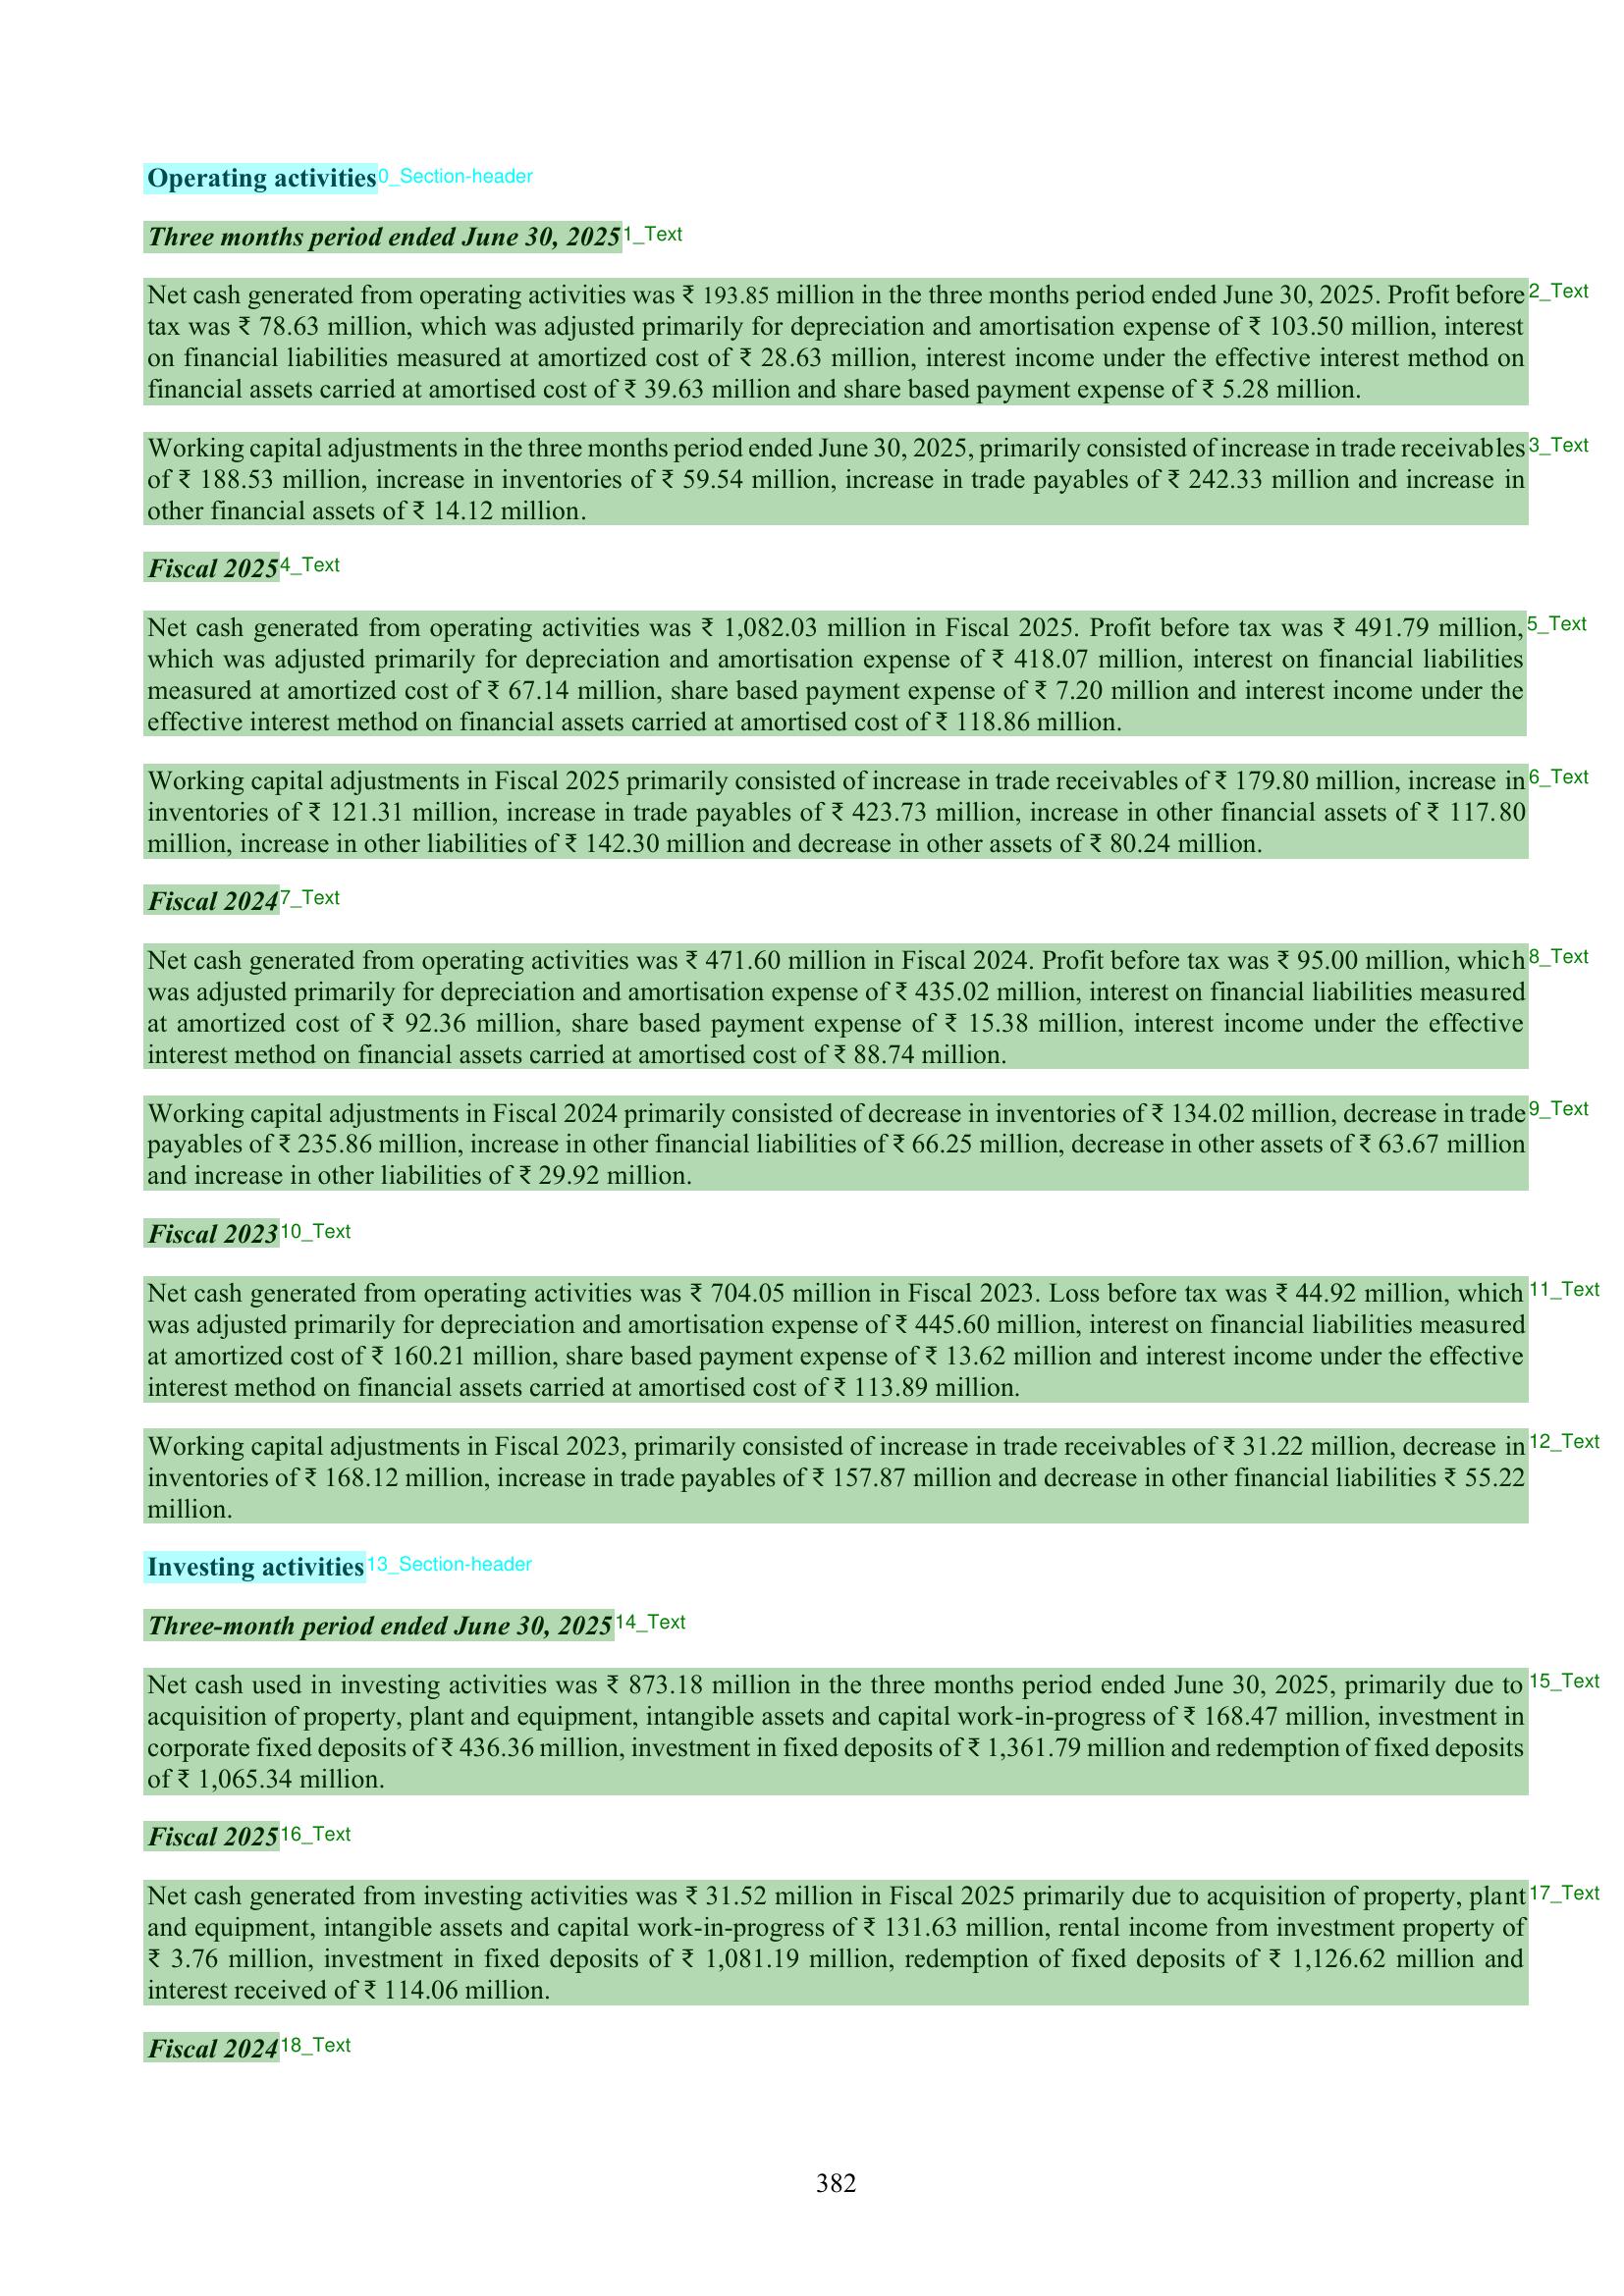 Operating activities0_Section-header
Three months period ended June 30, 20251_Text
Net cash generated from operating activities was ₹ 193.85 million in the three months period ended June 30, 2025. Profit before2_Text
tax was ₹ 78.63 million, which was adjusted primarily for depreciation and amortisation expense of ₹ 103.50 million, interest
on financial liabilities measured at amortized cost of ₹ 28.63 million, interest income under the effective interest method on
financial assets carried at amortised cost of ₹ 39.63 million and share based payment expense of ₹ 5.28 million.
Working capital adjustments in the three months period ended June 30, 2025, primarily consisted of increase in trade receivables3_Text
of ₹ 188.53 million, increase in inventories of ₹ 59.54 million, increase in trade payables of ₹ 242.33 million and increase in
other financial assets of ₹ 14.12 million.
Fiscal 20254_Text
Net cash generated from operating activities was ₹ 1,082.03 million in Fiscal 2025. Profit before tax was ₹ 491.79 million,5_Text
which was adjusted primarily for depreciation and amortisation expense of ₹ 418.07 million, interest on financial liabilities
measured at amortized cost of ₹ 67.14 million, share based payment expense of ₹ 7.20 million and interest income under the
effective interest method on financial assets carried at amortised cost of ₹ 118.86 million.
Working capital adjustments in Fiscal 2025 primarily consisted of increase in trade receivables of ₹ 179.80 million, increase in6_Text
inventories of ₹ 121.31 million, increase in trade payables of ₹ 423.73 million, increase in other financial assets of ₹ 117.80
million, increase in other liabilities of ₹ 142.30 million and decrease in other assets of ₹ 80.24 million.
Fiscal 20247_Text
Net cash generated from operating activities was ₹ 471.60 million in Fiscal 2024. Profit before tax was ₹ 95.00 million, which8_Text
was adjusted primarily for depreciation and amortisation expense of ₹ 435.02 million, interest on financial liabilities measured
at amortized cost of ₹ 92.36 million, share based payment expense of ₹ 15.38 million, interest income under the effective
interest method on financial assets carried at amortised cost of ₹ 88.74 million.
Working capital adjustments in Fiscal 2024 primarily consisted of decrease in inventories of ₹ 134.02 million, decrease in trade9_Text
payables of ₹ 235.86 million, increase in other financial liabilities of ₹ 66.25 million, decrease in other assets of ₹ 63.67 million
and increase in other liabilities of ₹ 29.92 million.
Fiscal 202310_Text
Net cash generated from operating activities was ₹ 704.05 million in Fiscal 2023. Loss before tax was ₹ 44.92 million, which11_Text
was adjusted primarily for depreciation and amortisation expense of ₹ 445.60 million, interest on financial liabilities measured
at amortized cost of ₹ 160.21 million, share based payment expense of ₹ 13.62 million and interest income under the effective
interest method on financial assets carried at amortised cost of ₹ 113.89 million.
Working capital adjustments in Fiscal 2023, primarily consisted of increase in trade receivables of ₹ 31.22 million, decrease in12_Text
inventories of ₹ 168.12 million, increase in trade payables of ₹ 157.87 million and decrease in other financial liabilities ₹ 55.22
million.
Investing activities13_Section-header
Three-month period ended June 30, 202514_Text
Net cash used in investing activities was ₹ 873.18 million in the three months period ended June 30, 2025, primarily due to15_Text
acquisition of property, plant and equipment, intangible assets and capital work-in-progress of ₹ 168.47 million, investment in
corporate fixed deposits of ₹ 436.36 million, investment in fixed deposits of ₹ 1,361.79 million and redemption of fixed deposits
of ₹ 1,065.34 million.
Fiscal 202516_Text
Net cash generated from investing activities was ₹ 31.52 million in Fiscal 2025 primarily due to acquisition of property, plant17_Text
and equipment, intangible assets and capital work-in-progress of ₹ 131.63 million, rental income from investment property of
₹ 3.76 million, investment in fixed deposits of ₹ 1,081.19 million, redemption of fixed deposits of ₹ 1,126.62 million and
interest received of ₹ 114.06 million.
Fiscal 202418_Text
382